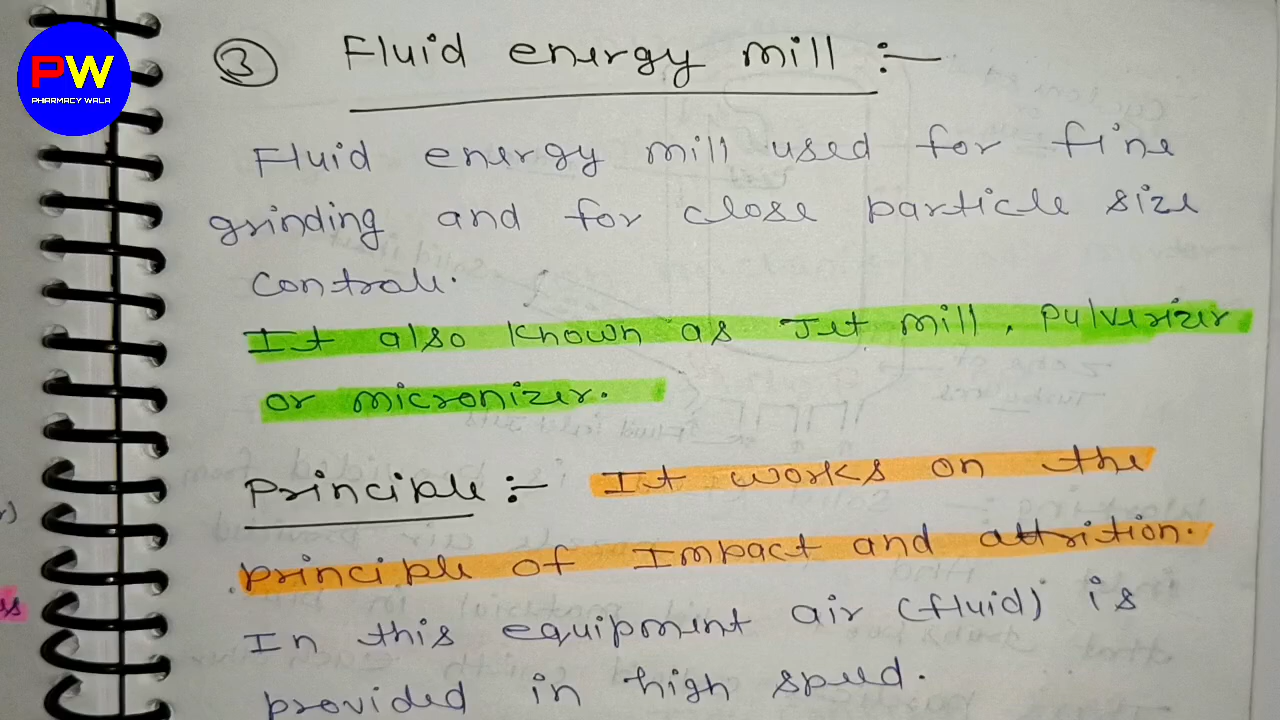 PW
PHARMACY WALA
③ Fluid energy mill :-
Fluid energy mill used for fine
grinding and for close particle size
Controle.
It also known as Jet mill, pulverizer
or micronizer.
Principle :- It works on the
principle of Impact and attrition.
In this equipment air (fluid) is
provided in high speed.